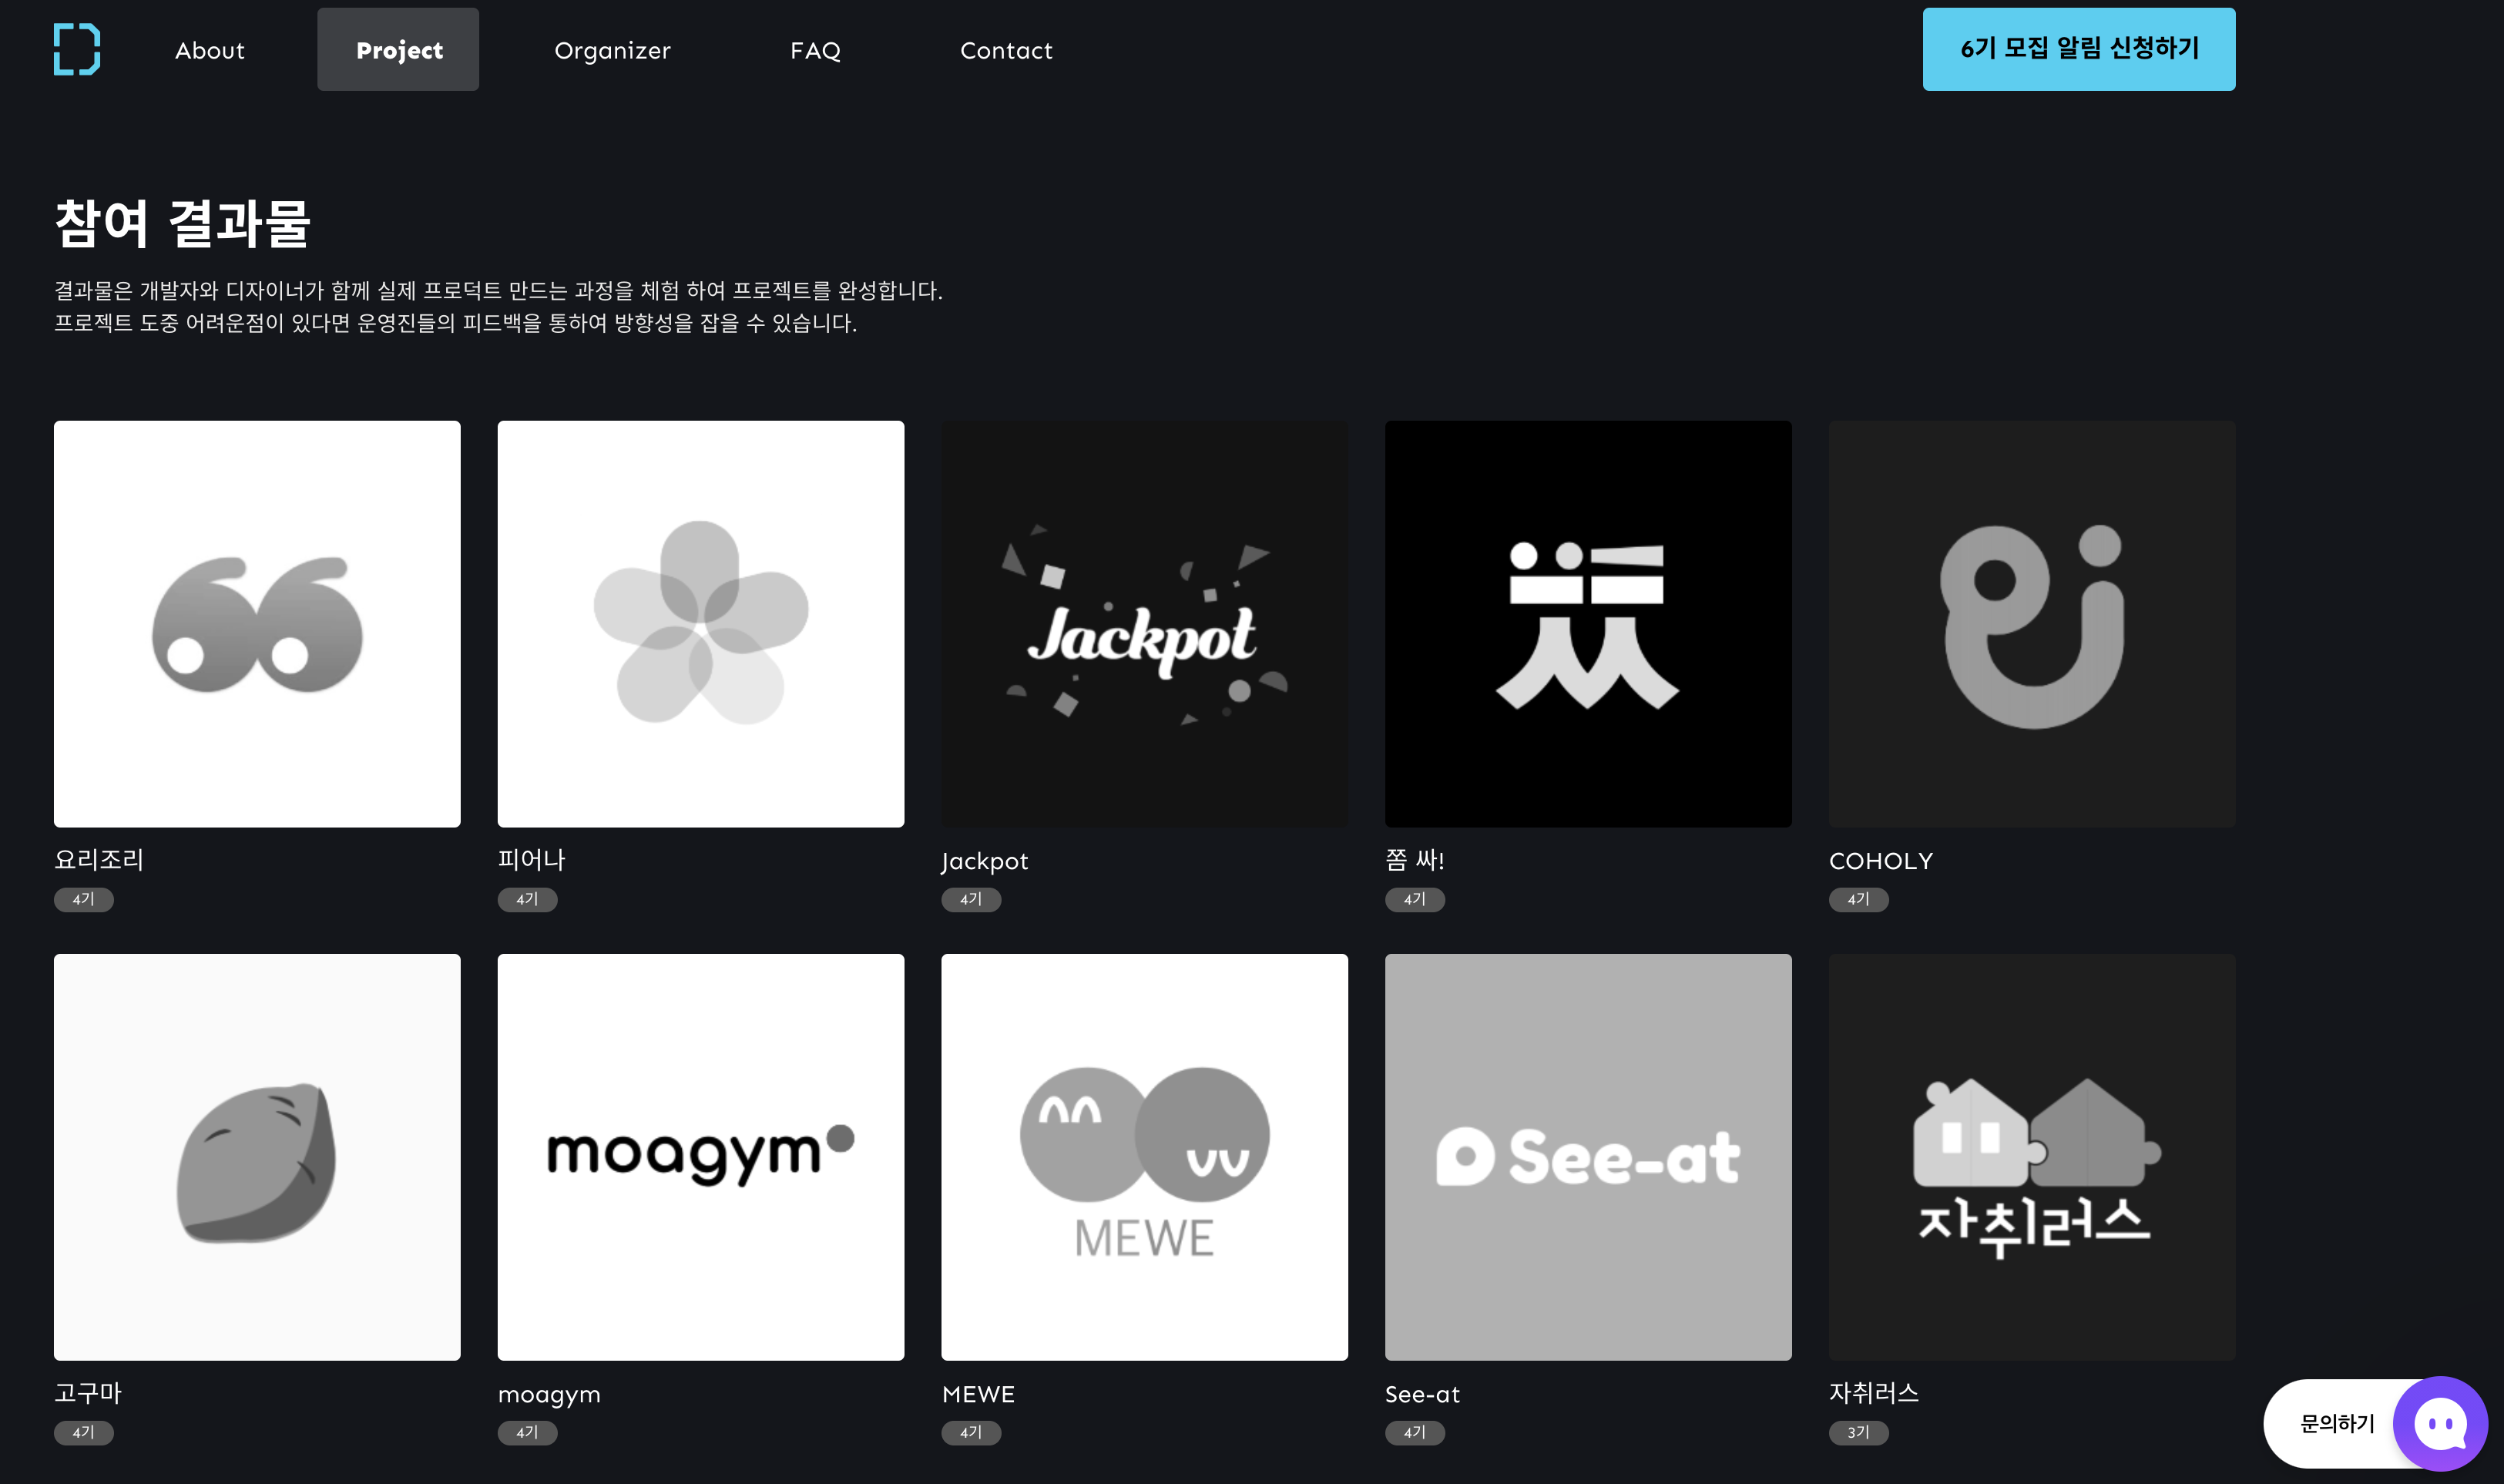 About
Project
Organizer
FAQ
Contact
6기 모집 알림 신청하기
참여 결과물
결과물은 개발자와 디자이너가 함께 실제 프로덕트 만드는 과정을 체험 하여 프로젝트를 완성합니다.
프로젝트 도중 어려운점이 있다면 운영진들의 피드백을 통하여 방향성을 잡을 수 있습니다.
Jackpot
요리조리
4기
피어나
4기
Jackpot
4기
쫌 싸!
4기
COHOLY
4기
moagym
MEWE
See-at
자취러스
고구마
4기
moagym
4기
MEWE
4기
See-at
4기
자취러스
3기
문의하기